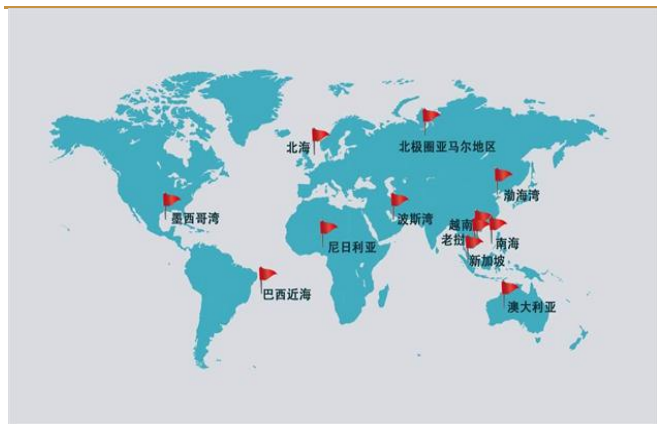 北海
北极圈亚马尔地区
渤海湾
墨西哥湾
波斯湾
越南
老挝
南海
尼日利亚
新加坡
巴西近海
澳大利亚